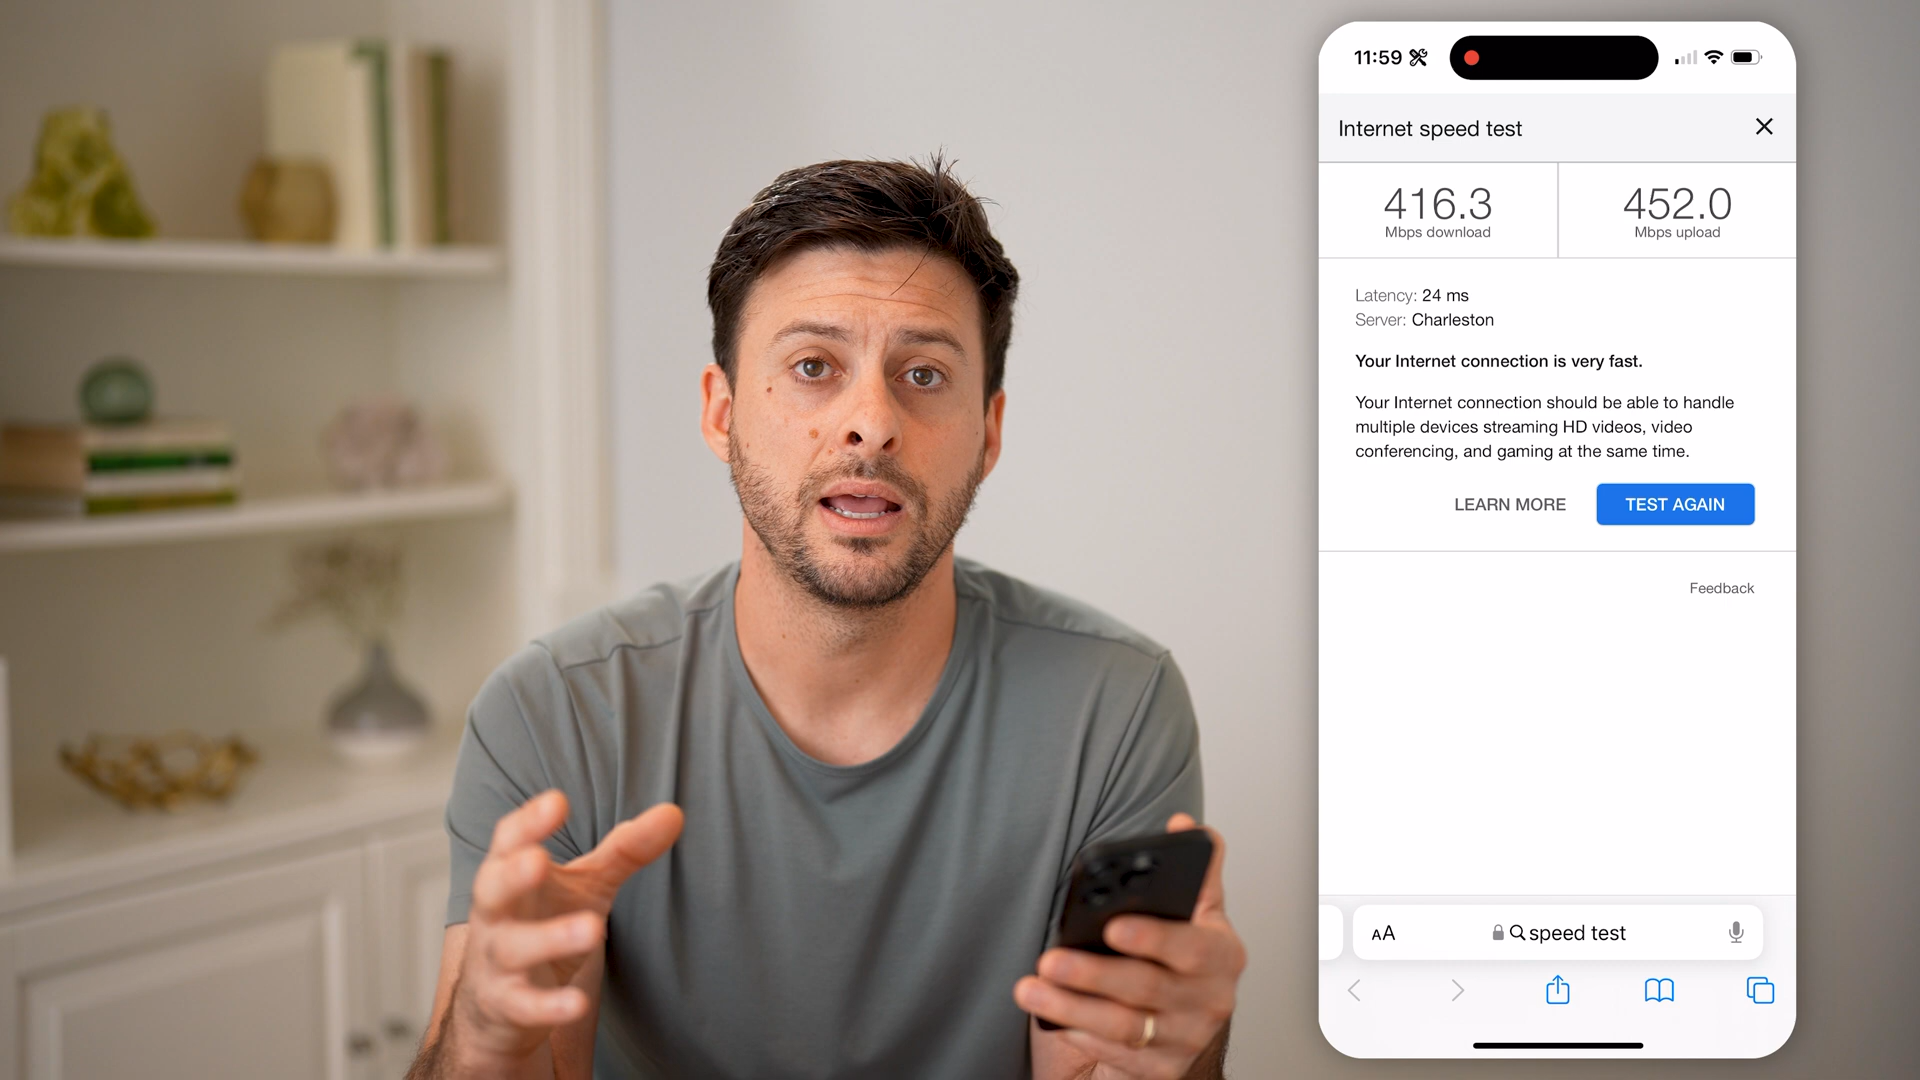 11:59
Internet speed test
416.3
Mbps download
452.0
Mbps upload
Latency: 24 ms
Server: Charleston
Your Internet connection is very fast.
Your Internet connection should be able to handle
multiple devices streaming HD videos, video
conferencing, and gaming at the same time.
LEARN MORE
TEST AGAIN
Feedback
AA
speed test